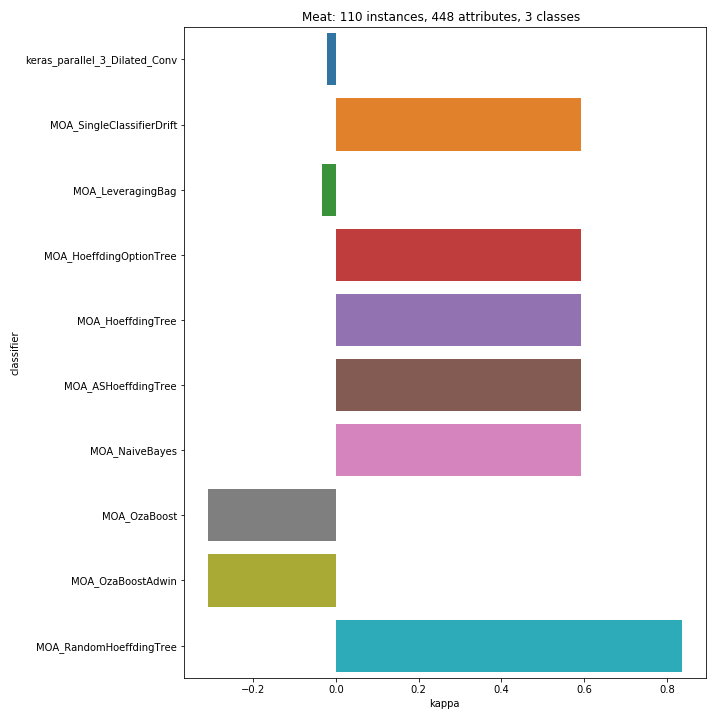 Meat: 110 instances, 448 attributes, 3 classes
keras_parallel_3_Dilated_Conv
MOA_SingleClassifierDrift
MOA_LeveragingBag
MOA_HoeffdingOptionTree
MOA_HoeffdingTree
MOA_ASHoeffdingTree
MOA_NaiveBayes
MOA_OzaBoost
MOA_OzaBoostAdwin
MOA_RandomHoeffdingTree
classifier
−0.2 0.0 0.2 0.4 0.6 0.8
kappa